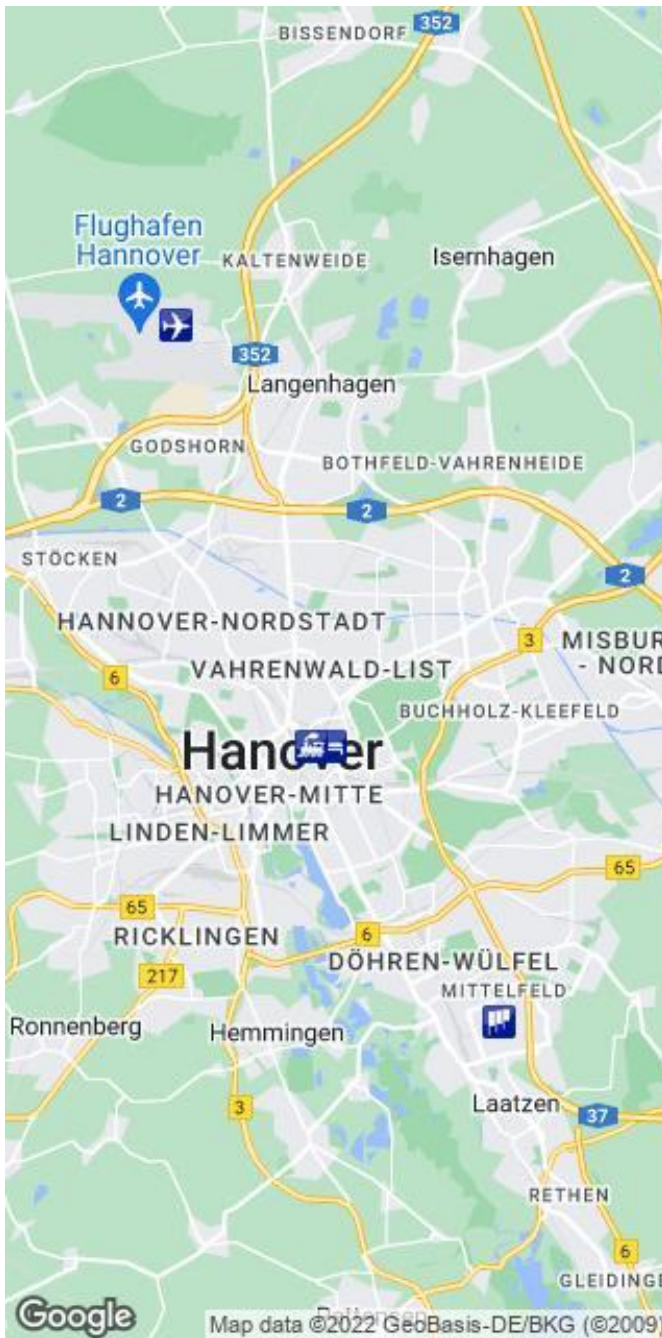 BISSENDORF
352
Flughafen
Hannover
KALTENWEIDE
Isernhagen
352
Langenhagen
GODSHORN
BOTHFELD-VAHRENHEIDE
2
2
STÖCKEN
2
HANNOVER-NORDSTADT
3
MISBUR
- NORD
VAHRENWALD-LIST
6
BUCHHOLZ-KLEEFELD
Hanover
HANOVER-MITTE
LINDEN-LIMMER
65
65
RICKLINGEN
6
DÖHREN-WÜLFEL
217
MITTELFELD
Ronnenberg
Hemmingen
3
Laatzen
37
RETHEN
6
GLEIDINGE
Google
Map data ©2022 GeoBasis-DE/BKG (©2009)